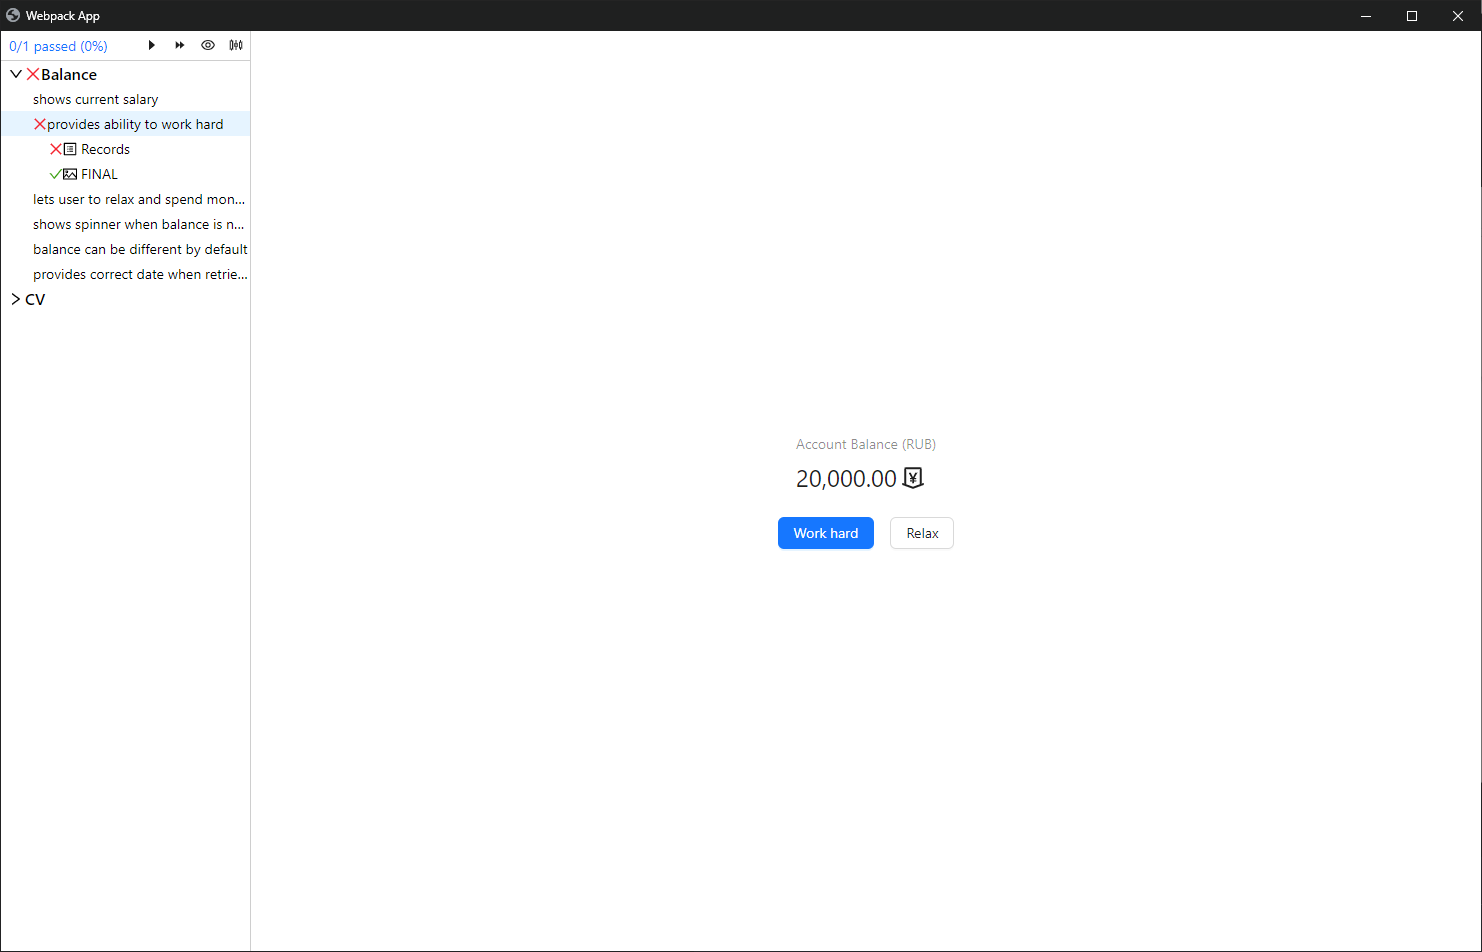 Webpack App
0/1 passed (0%)
Balance
shows current salary
provides ability to work hard
Records
FINAL
lets user to relax and spend mon...
shows spinner when balance is n...
balance can be different by default
provides correct date when retrie...
CV
Account Balance (RUB)
20,000.00 ¥
Work hard
Relax